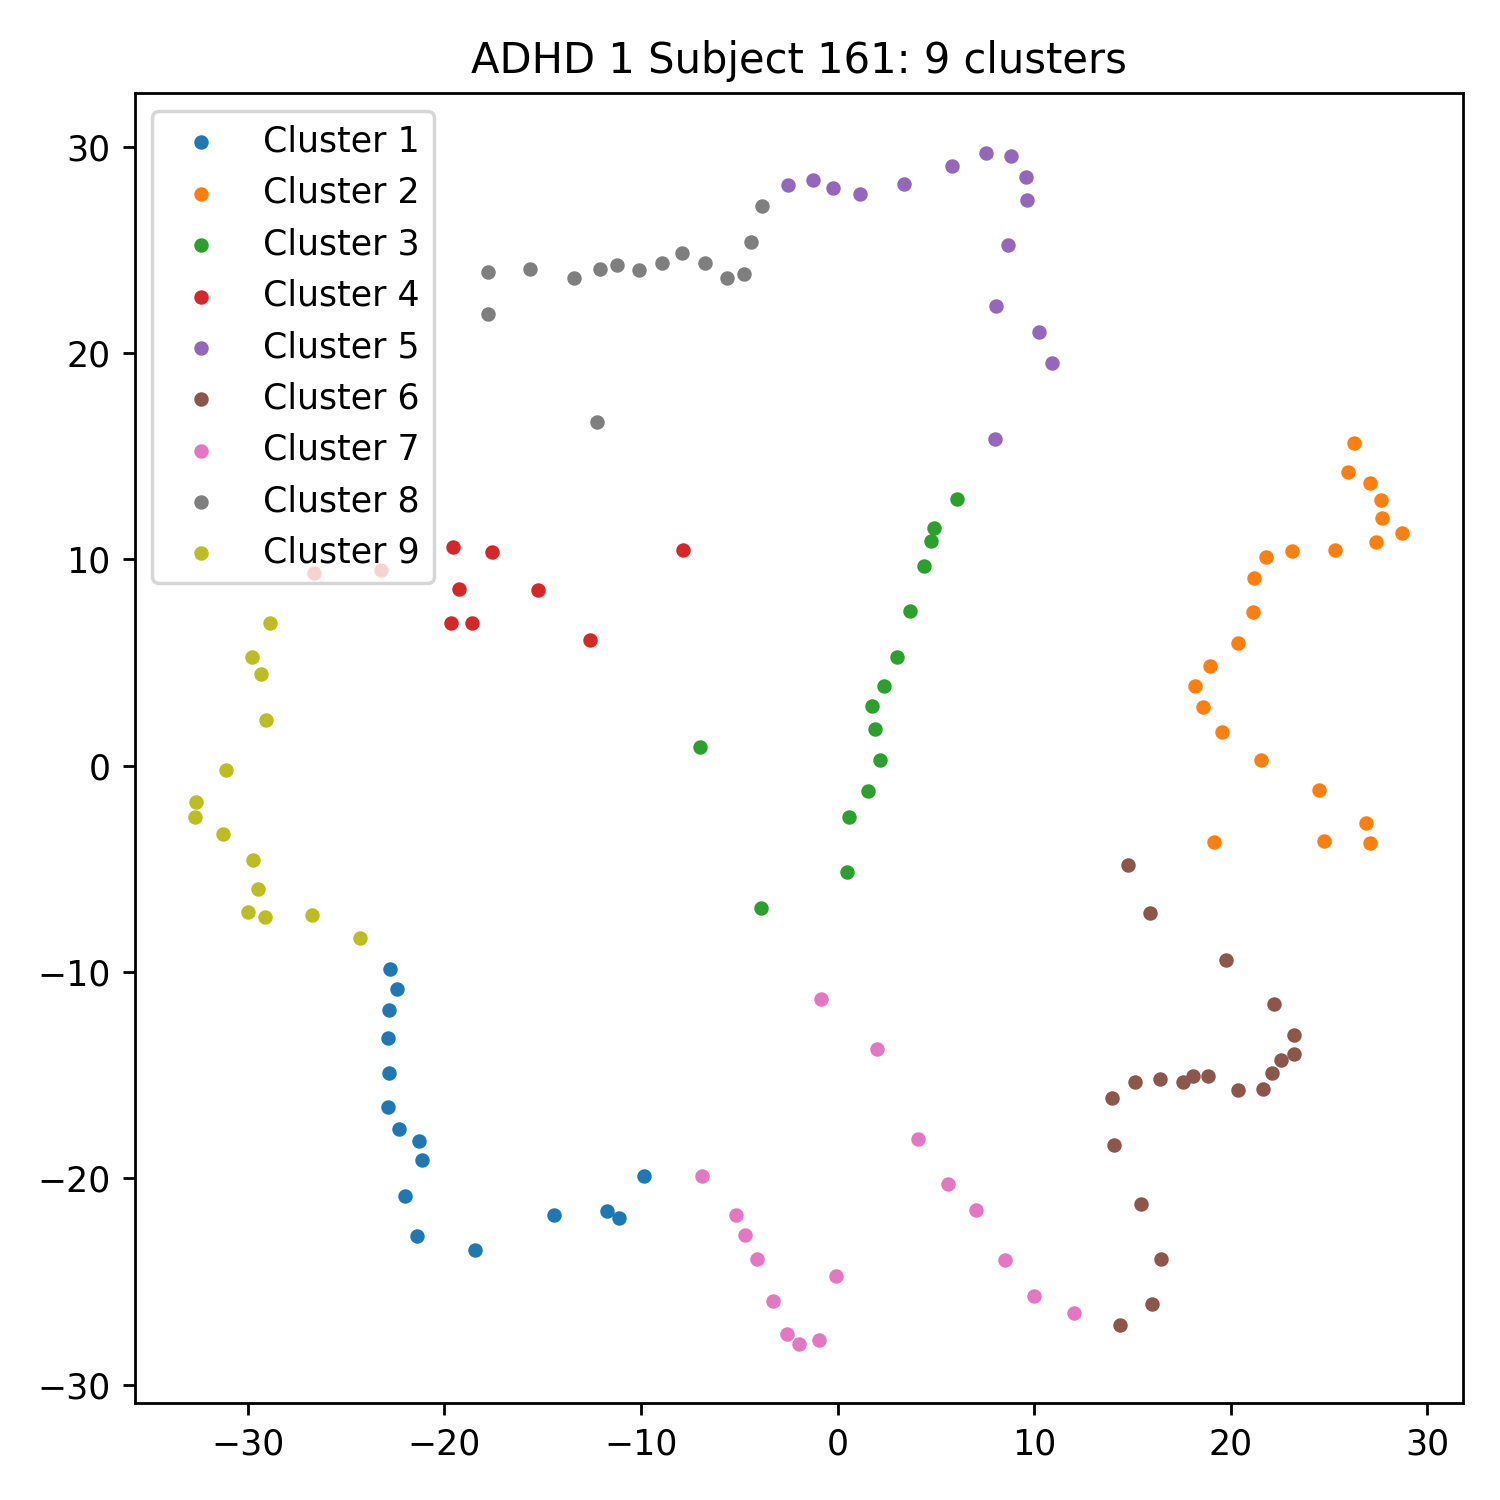 ADHD 1 Subject 161: 9 clusters
Cluster 1
Cluster 2
Cluster 3
Cluster 4
Cluster 5
Cluster 6
Cluster 7
Cluster 8
Cluster 9
30
20
10
0
−10
−20
−30
−30 −20 −10 0 10 20 30